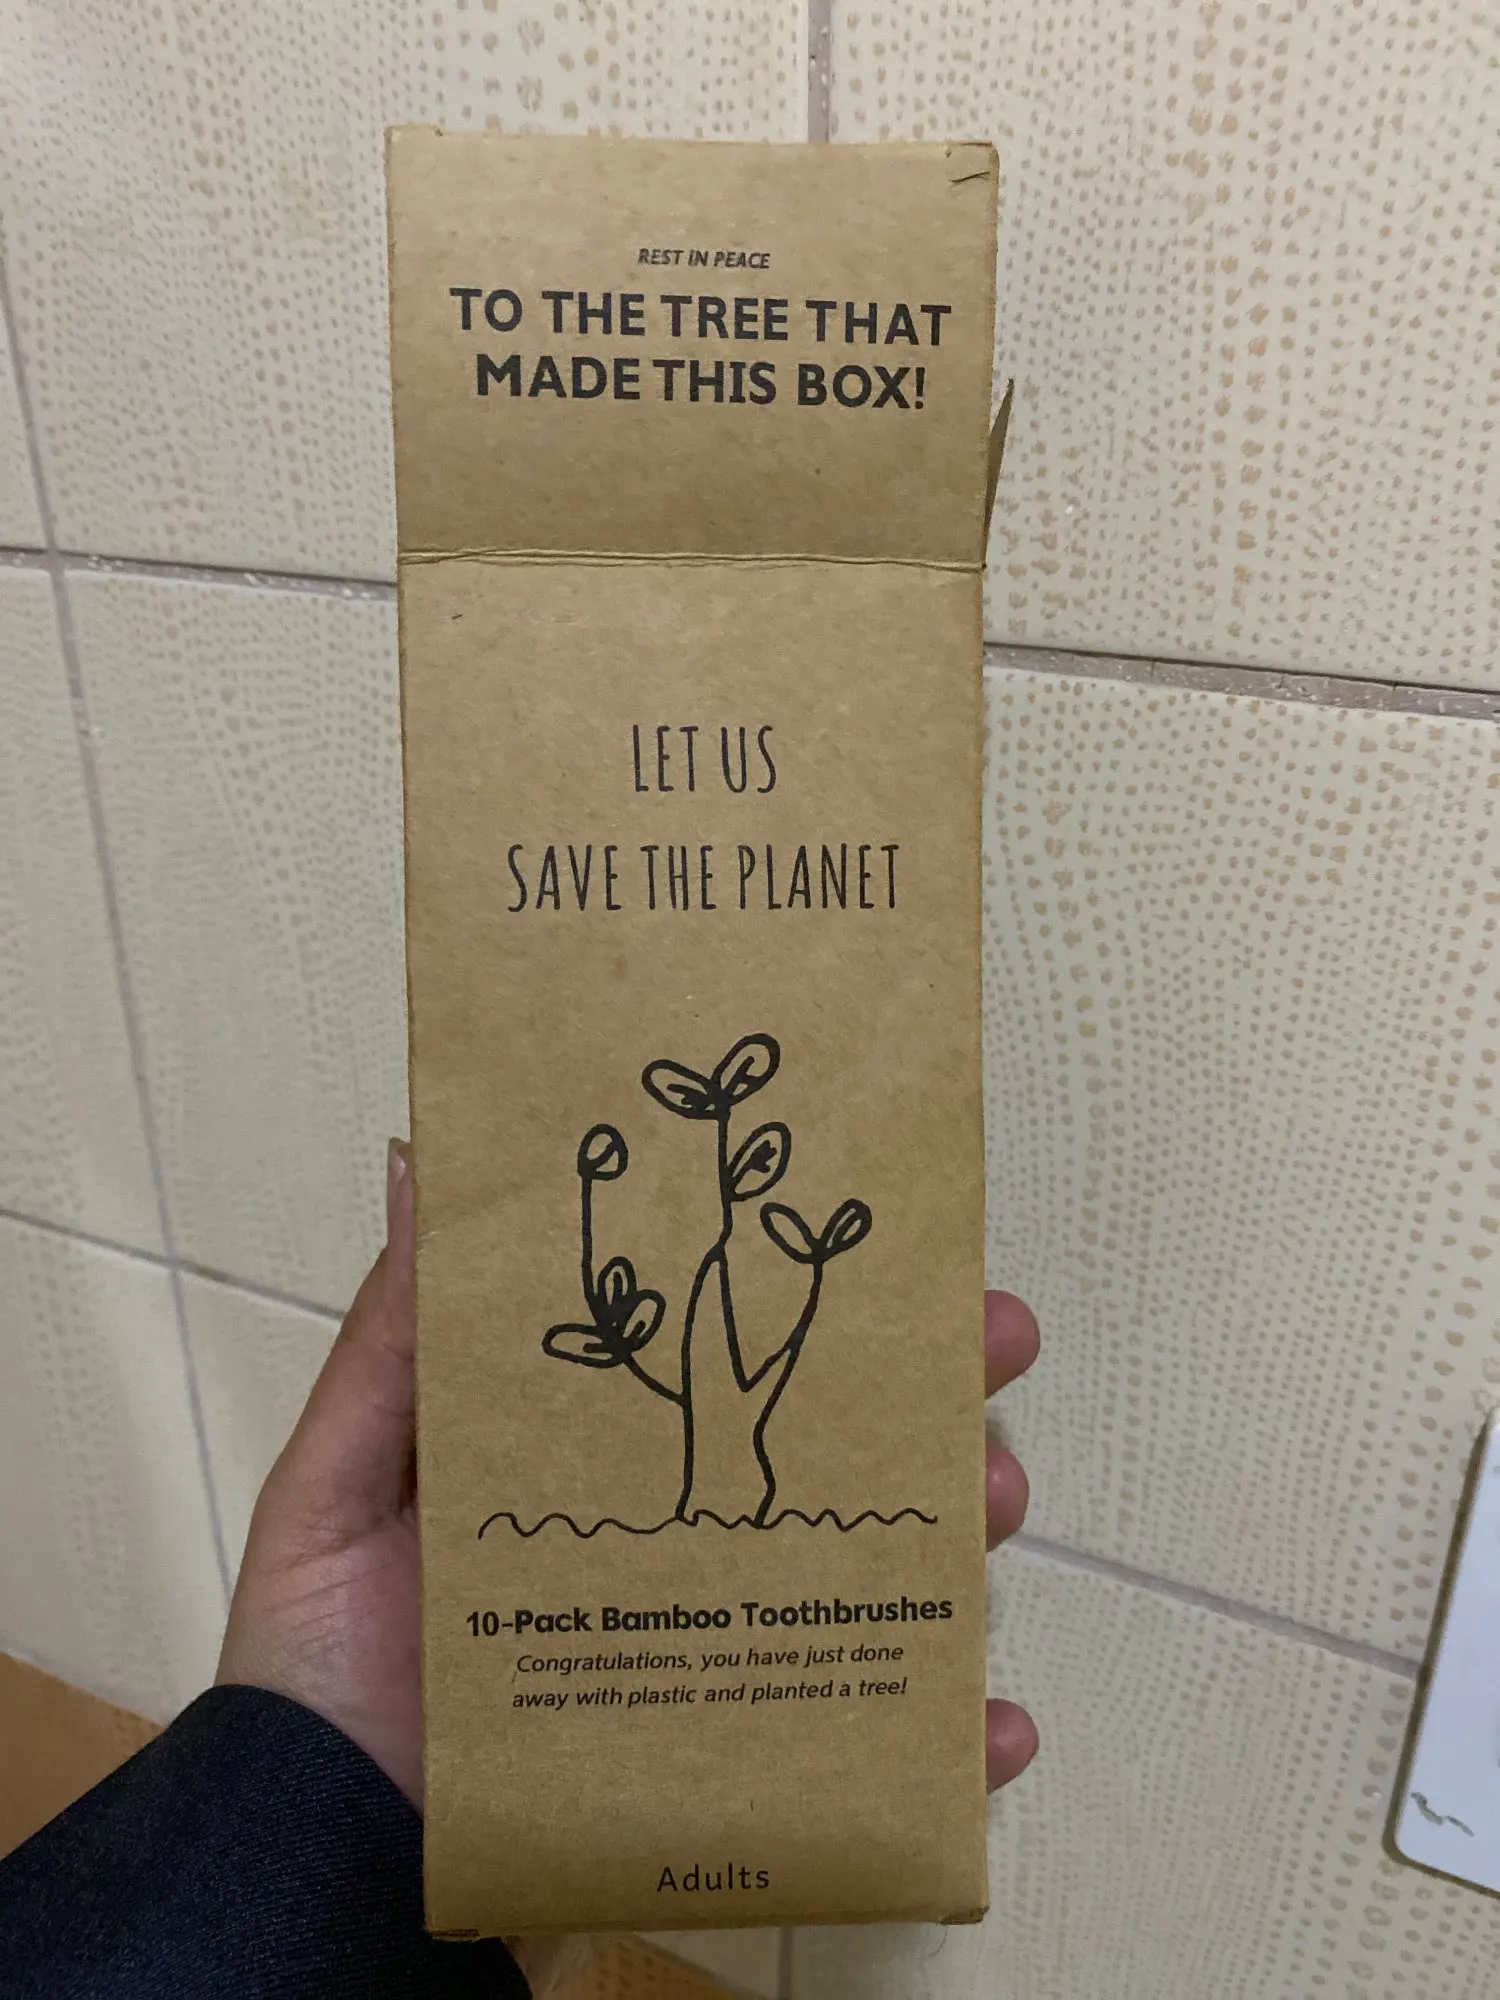 REST IN PEACE
TO THE TREE THAT
MADE THIS BOX!
LET US
SAVE THE PLANET
10-Pack Bamboo Toothbrushes
Congratulations, you have just done
away with plastic and planted a tree!
Adults